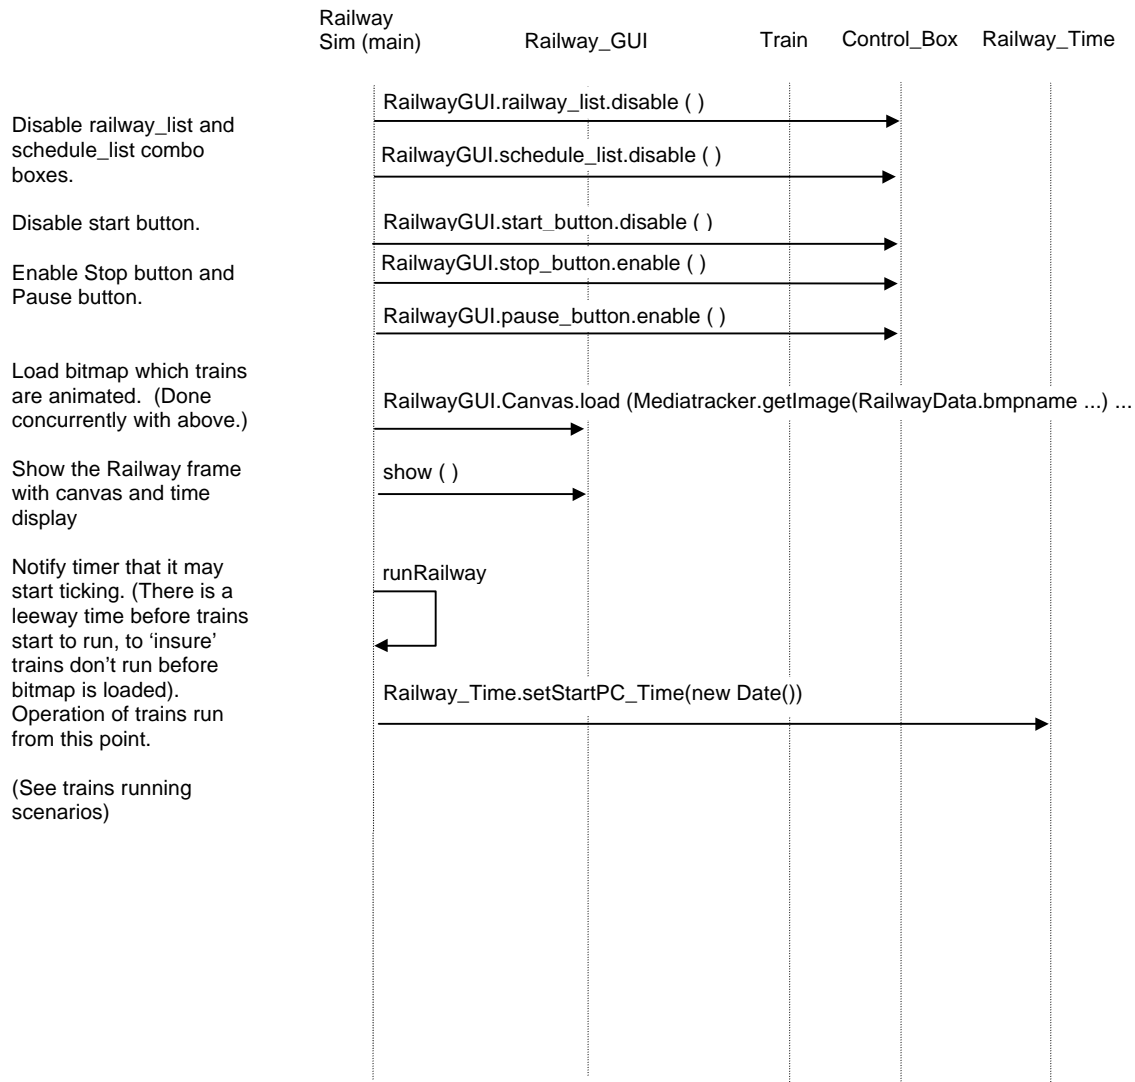 Railway
Sim (main)
Railway_GUI
Train
Control_Box
Railway_Time
RailwayGUI.railway_list.disable ( )
Disable railway_list and
schedule_list combo
boxes.
RailwayGUI.schedule_list.disable ( )
Disable start button.
RailwayGUI.start_button.disable ( )
Enable Stop button and
Pause button.
RailwayGUI.stop_button.enable ( )
RailwayGUI.pause_button.enable ( )
Load bitmap which trains
are animated.  (Done
concurrently with above.)
RailwayGUI.Canvas.load (Mediatracker.getImage(RailwayData.bmpname ...) ...
Show the Railway frame
with canvas and time
display
show ( )
Notify timer that it may
start ticking. (There is a
leeway time before trains
start to run, to ‘insure’
trains don’t run before
bitmap is loaded).
Operation of trains run
from this point.
runRailway
Railway_Time.setStartPC_Time(new Date())
(See trains running
scenarios)